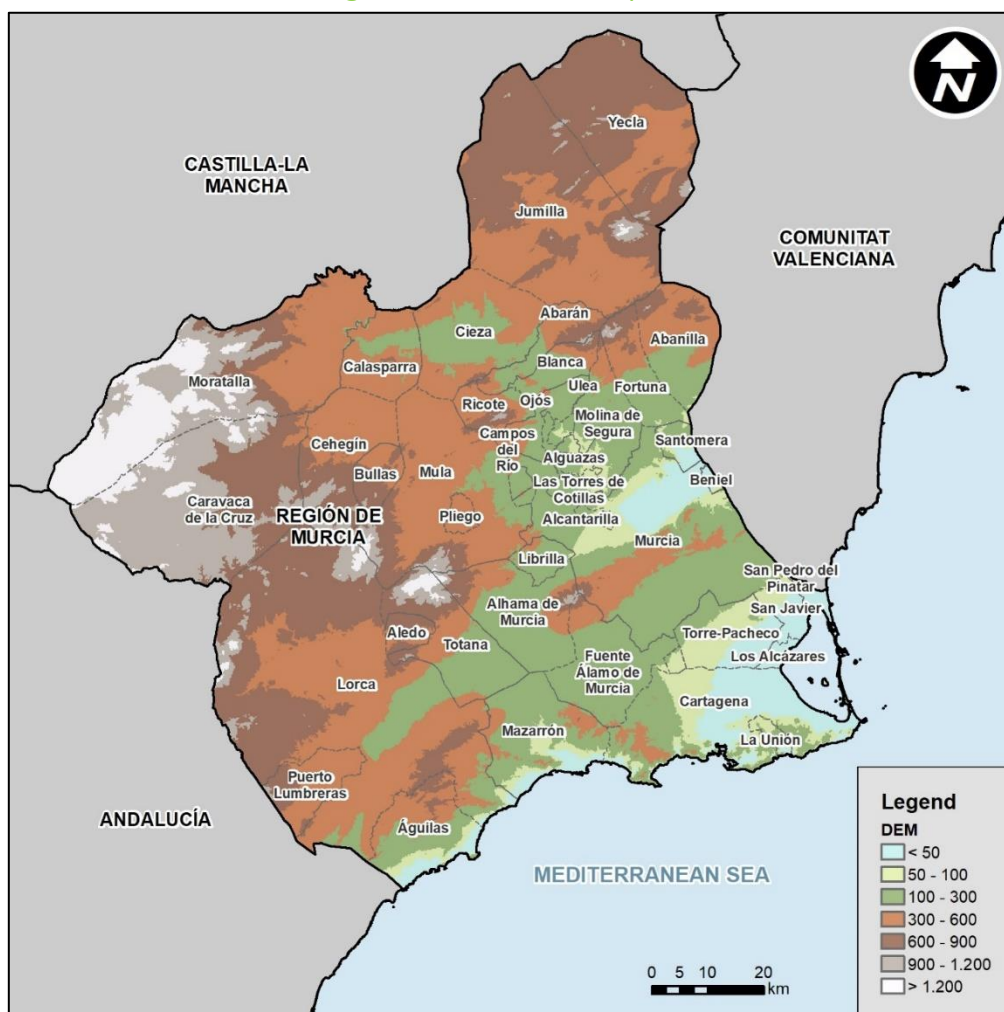 N
Yecla
CASTILLA-LA
MANCHA
Jumilla
COMUNITAT
VALENCIANA
Abarán
Cieza
Abanilla
Blanca
Calasparra
Moratalla
Ulea
Fortuna
Ojós
Ricote
Molina de
Segura
Campos
del
Río
Santomera
Cehegín
Alguazas
Bullas
Mula
Beniel
Las Torres de
Cotillas
Caravaca
de la Cruz
REGIÓN DE
MURCIA
Pliego
Alcantarilla
Murcia
Librilla
San Pedro del
Pinatar
San Javier
Alhama de
Murcia
Aledo
Totana
Torre-Pacheco
Los Alcázares
Fuente
Álamo de
Murcia
Lorca
Cartagena
Mazarrón
La Unión
Puerto
Lumbreras
ANDALUCÍA
Águilas
MEDITERRANEAN SEA
Legend
DEM
< 50
50 - 100
100 - 300
300 - 600
600 - 900
900 - 1.200
> 1.200
0 5 10 20
km